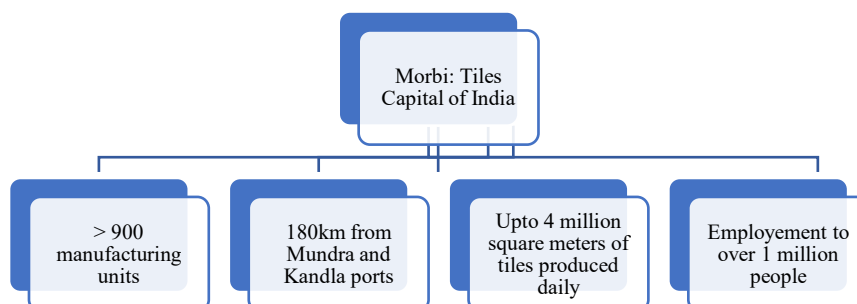 Morbi: Tiles
Capital of India
> 900
manufacturing
units
180km from
Mundra and
Kandla ports
Upto 4 million
square meters of
tiles produced
daily
Employement to
over 1 million
people